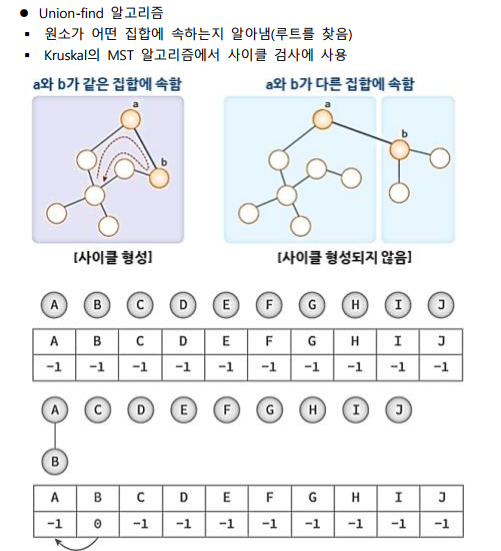 ● Union-find 알고리즘
▪ 원소가 어떤 집합에 속하는지 알아냄(루트를 찾음)
▪ Kruskal의 MST 알고리즘에서 사이클 검사에 사용
a와 b가 같은 집합에 속함 a와 b가 다른 집합에 속함
a a
b b
[사이클 형성] [사이클 형성되지 않음]
A B C D E F G H I J
A B C D E F G H I J
-1 -1 -1 -1 -1 -1 -1 -1 -1 -1
A C D E F G H I J
B
A B C D E F G H I J
-1 0 -1 -1 -1 -1 -1 -1 -1 -1